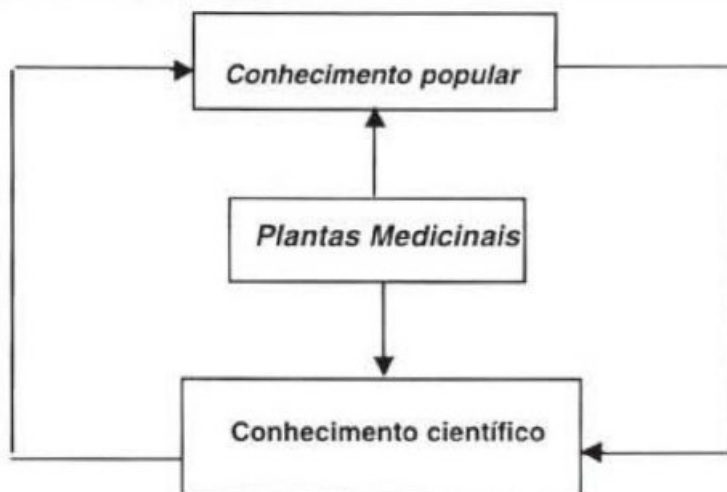 Conhecimento popular
Plantas Medicinais
Conhecimento científico